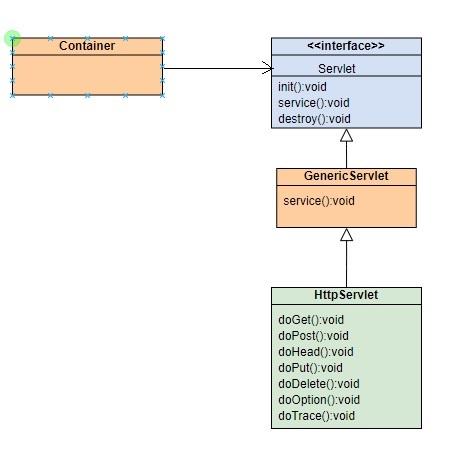 Container
<<interface>>
Servlet
init():void
service():void
destroy():void
GenericServlet
service():void
HttpServlet
doGet():void
doPost():void
doHead():void
doPut():void
doDelete():void
doOption():void
doTrace():void